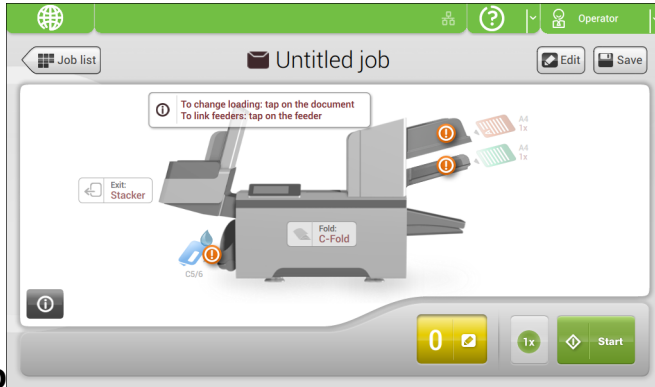 Operator
Job list
Untitled job
Edit
Save
To change loading: tap on the document
To link feeders: tap on the feeder
A4
1x
A4
1x
Exit:
Stacker
Fold:
C-Fold
C5/6
0
1x
Start